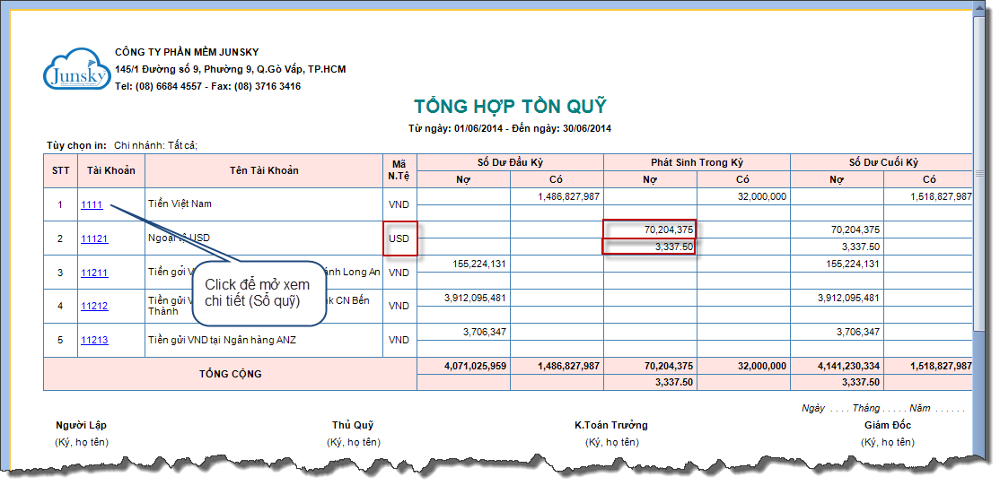 Junsky
CÔNG TY PHẦN MỀM JUNSKY
145/1 Đường số 9, Phường 9, Q.Gò Vấp, TP.HCM
Tel: (08) 6684 4557 - Fax: (08) 3716 3416
TỔNG HỢP TỒN QUỸ
Từ ngày: 01/06/2014 - Đến ngày: 30/06/2014
Tùy chọn in: Chi nhánh: Tất cả;
STT Tài Khoản Tên Tài Khoản Mã N.Tệ Số Dư Đầu Kỳ Phát Sinh Trong Kỳ Số Dư Cuối Kỳ
Nợ Có Nợ Có Nợ Có
1 1111 Tiền Việt Nam VND 1,486,827,987 32,000,000 1,518,827,987
2 11121 Ngoại tệ USD USD 70,204,375 70,204,375
3,337.50 3,337.50
3 11211 Tiền gởi V ánh Long An VND 155,224,131 155,224,131
4 11212 Tiền gửi V k CN Bến VND 3,912,095,481 3,912,095,481
Thành
5 11213 Tiền gửi VND tại Ngân hàng ANZ VND 3,706,347 3,706,347
Click để mở xem
chi tiết (Sổ quỹ)
TỔNG CỘNG 4,071,025,959 1,486,827,987 70,204,375 32,000,000 4,141,230,334 1,518,827,987
3,337.50 3,337.50
Ngày . . . . Tháng . . . . . Năm . . . . . .
Người Lập Thủ Quỹ K.Toán Trưởng Giám Đốc
(Ký, họ tên) (Ký, họ tên) (Ký, họ tên) (Ký, họ tên)